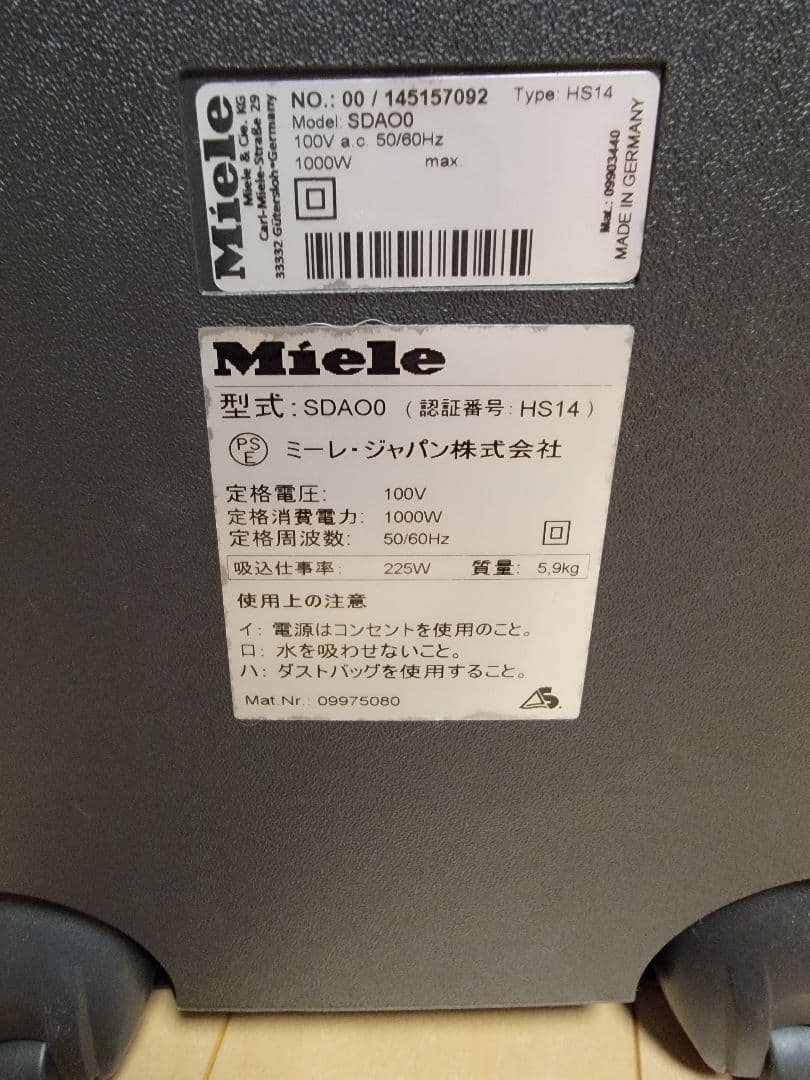 Miele
Miele & Cie. KG
Carl-Miele-Straße 29
33332 Gütersloh-Germany
NO.: 00 / 145157092 Type: HS14
Model: SDAO0
100V a.c. 50/60Hz
1000W max.
Mat.: 09903440
MADE IN GERMANY
Miele
型式: SDAO0 (認証番号: HS14)
PSE ミーレ・ジャパン株式会社
定格電圧: 100V
定格消費電力: 1000W
定格周波数: 50/60Hz
吸込仕事率: 225W 質量: 5,9kg
使用上の注意
イ: 電源はコンセントを使用のこと。
ロ: 水を吸わせないこと。
ハ: ダストバッグを使用すること。
Mat.Nr.: 09975080